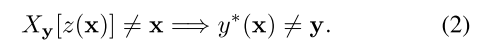 X_𝐲[z(𝐱)] ≠ 𝐱 ⟹ y*(𝐱) ≠ 𝐲. (2)